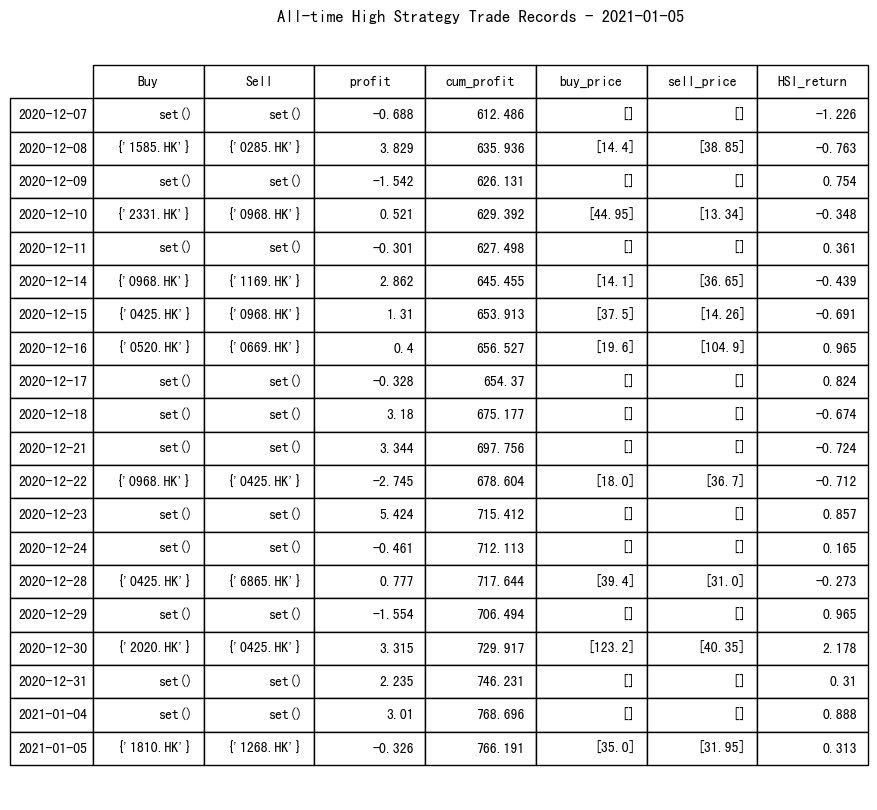 All-time High Strategy Trade Records - 2021-01-05
Buy Sell profit cum_profit buy_price sell_price HSI_return
2020-12-07 set() set() -0.688 612.486 [] [] -1.226
2020-12-08 {'1585.HK'} {'0285.HK'} 3.829 635.936 [14.4] [38.85] -0.763
2020-12-09 set() set() -1.542 626.131 [] [] 0.754
2020-12-10 {'2331.HK'} {'0968.HK'} 0.521 629.392 [44.95] [13.34] -0.348
2020-12-11 set() set() -0.301 627.498 [] [] 0.361
2020-12-14 {'0968.HK'} {'1169.HK'} 2.862 645.455 [14.1] [36.65] -0.439
2020-12-15 {'0425.HK'} {'0968.HK'} 1.31 653.913 [37.5] [14.26] -0.691
2020-12-16 {'0520.HK'} {'0669.HK'} 0.4 656.527 [19.6] [104.9] 0.965
2020-12-17 set() set() -0.328 654.37 [] [] 0.824
2020-12-18 set() set() 3.18 675.177 [] [] -0.674
2020-12-21 set() set() 3.344 697.756 [] [] -0.724
2020-12-22 {'0968.HK'} {'0425.HK'} -2.745 678.604 [18.0] [36.7] -0.712
2020-12-23 set() set() 5.424 715.412 [] [] 0.857
2020-12-24 set() set() -0.461 712.113 [] [] 0.165
2020-12-28 {'0425.HK'} {'6865.HK'} 0.777 717.644 [39.4] [31.0] -0.273
2020-12-29 set() set() -1.554 706.494 [] [] 0.965
2020-12-30 {'2020.HK'} {'0425.HK'} 3.315 729.917 [123.2] [40.35] 2.178
2020-12-31 set() set() 2.235 746.231 [] [] 0.31
2021-01-04 set() set() 3.01 768.696 [] [] 0.888
2021-01-05 {'1810.HK'} {'1268.HK'} -0.326 766.191 [35.0] [31.95] 0.313